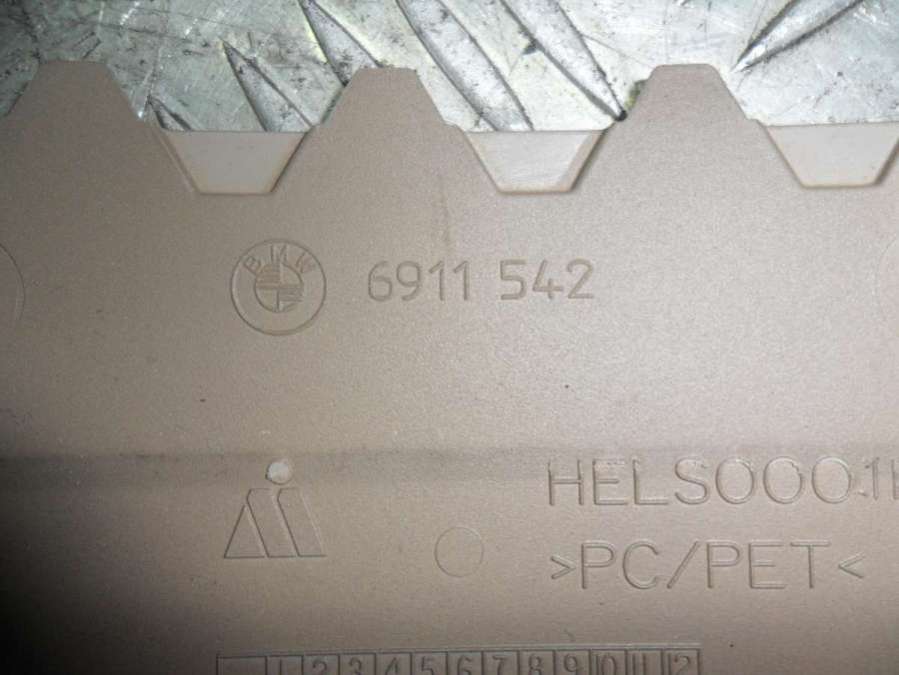 BMW 6911 542
HELS0001
>PC/PET<
1 2 3 4 5 6 7 8 9 10 11 12